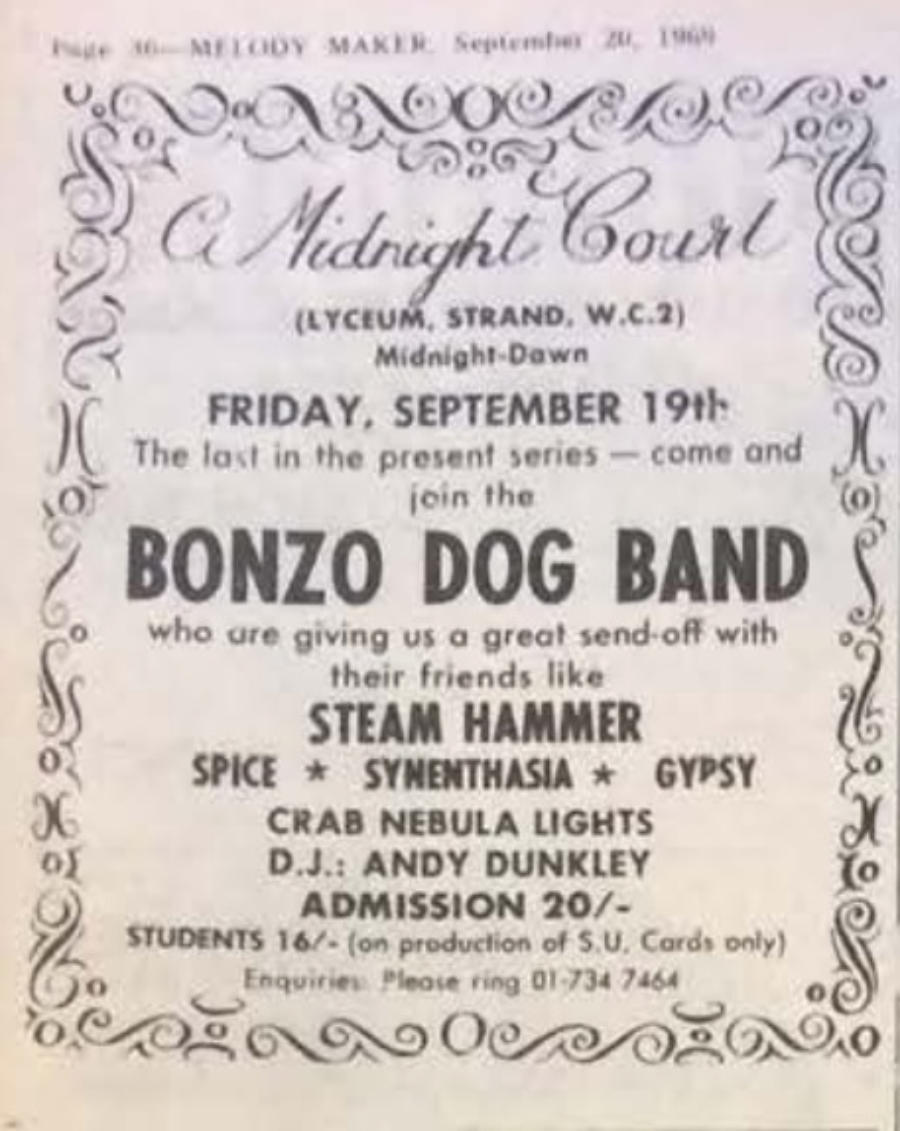 Page 36—MELODY MAKER, September 20, 1969
A Midnight Court
(LYCEUM, STRAND, W.C.2)
Midnight-Dawn
FRIDAY, SEPTEMBER 19th
The last in the present series — come and
join the
BONZO DOG BAND
who are giving us a great send-off with
their friends like
STEAM HAMMER
SPICE ★ SYNENTHASIA ★ GYPSY
CRAB NEBULA LIGHTS
D.J.: ANDY DUNKLEY
ADMISSION 20/-
STUDENTS 16/- (on production of S.U. Cards only)
Enquiries: Please ring 01-734 7464